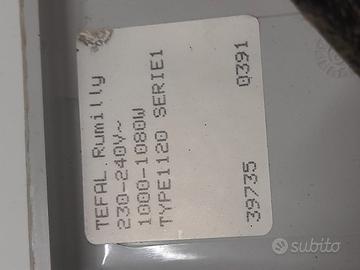 TEFAL Rumilly
230-240V~
1000-1080W
TYPE1120 SERIE1
39735 0391
subito